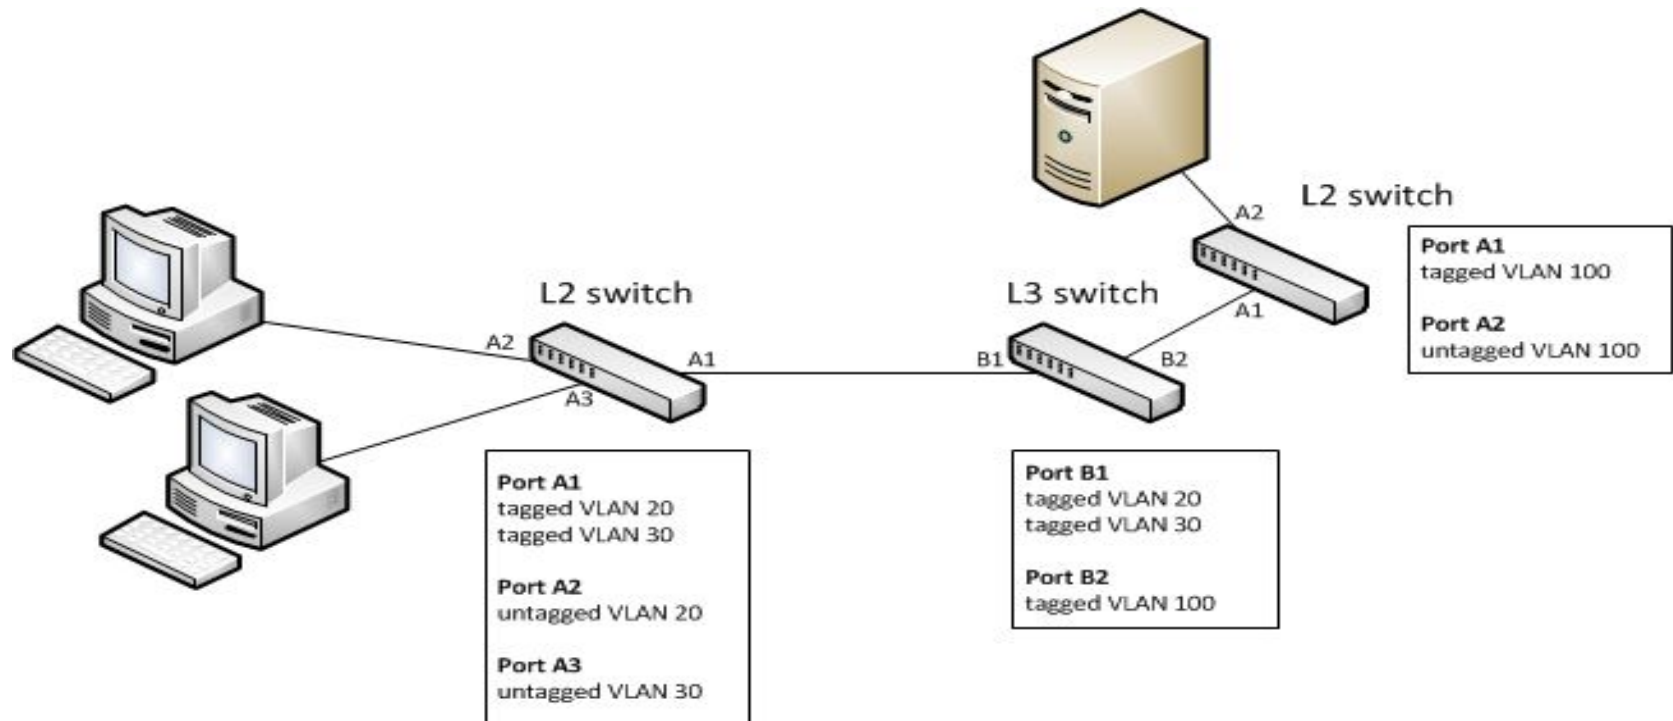 L2 switch
A2
Port A1
tagged VLAN 100
Port A2
untagged VLAN 100
A1
L2 switch
A2
A1
A3
L3 switch
B1
B2
Port A1
tagged VLAN 20
tagged VLAN 30
Port A2
untagged VLAN 20
Port A3
untagged VLAN 30
Port B1
tagged VLAN 20
tagged VLAN 30
Port B2
tagged VLAN 100